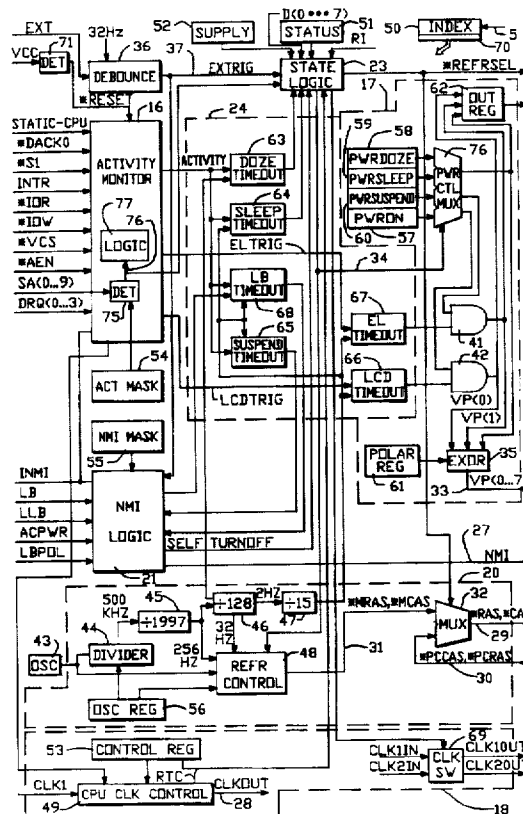 52 SUPPLY
D(0•••7)
STATUS 51
50 INDEX 5
70
71
32Hz
36
37
RI
EXT
VCC DET
DEBOUNCE
EXTRIG
STATE LOGIC 23
*REFRSEL
*RESET
16
24
17
62 OUT REG
STATIC-CPU
*DACK0
*S1
INTR
*IOR
*IOW
*VCS
*AEN
SA(0...9)
DRQ(0...3)
ACTIVITY MONITOR
77
LOGIC
76
DET
75
ACTIVITY
63
DOZE TIMEOUT
SLEEP TIMEOUT
64
ELTRIG
LB TIMEOUT
68
65
SUSPEND TIMEOUT
59
58
PWRDOZE
PWRSLEEP
PWRSUSPEND
PWRON
60
57
76
PWR CTL MUX
34
67
EL TIMEOUT
41
42
66
LCD TIMEOUT
54
ACT MASK
LCDTRIG
VP(0)
VP(1)
NMI MASK
55
POLAR REG
61
EXOR
35
33
VP(0...7
INMI
LB
LLB
ACPWR
LBPOL
NMI LOGIC
21
SELF TURNOFF
27
NMI
20
500 KHZ
45
÷1997
÷128
2HZ
÷15
47
46
32 HZ
256 HZ
44
43
OSC
DIVIDER
OSC REG
56
REFR CONTROL
48
*MRAS,*MCAS
31
32
MUX
*RAS,*CA
29
*PCCAS,*PCRAS
30
53
CONTROL REG
RTC
CLK1
CPU CLK CONTROL
49
CLKOUT
28
69
CLK1IN
CLK2IN
CLK SW
CLK1OUT
CLK2OUT
18